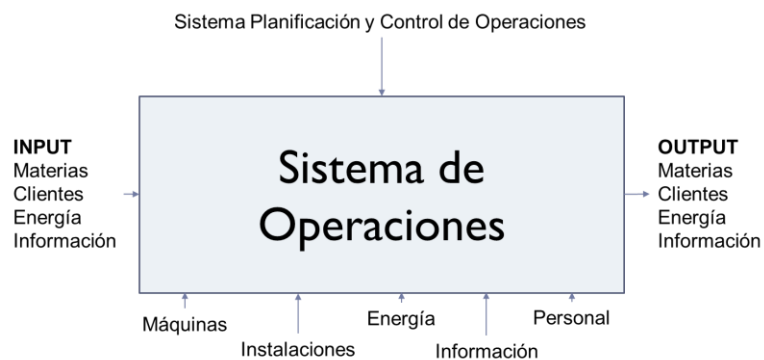 Sistema Planificación y Control de Operaciones
INPUT
Materias
Clientes
Energía
Información
Sistema de
Operaciones
OUTPUT
Materias
Clientes
Energía
Información
Máquinas
Instalaciones
Energía
Información
Personal